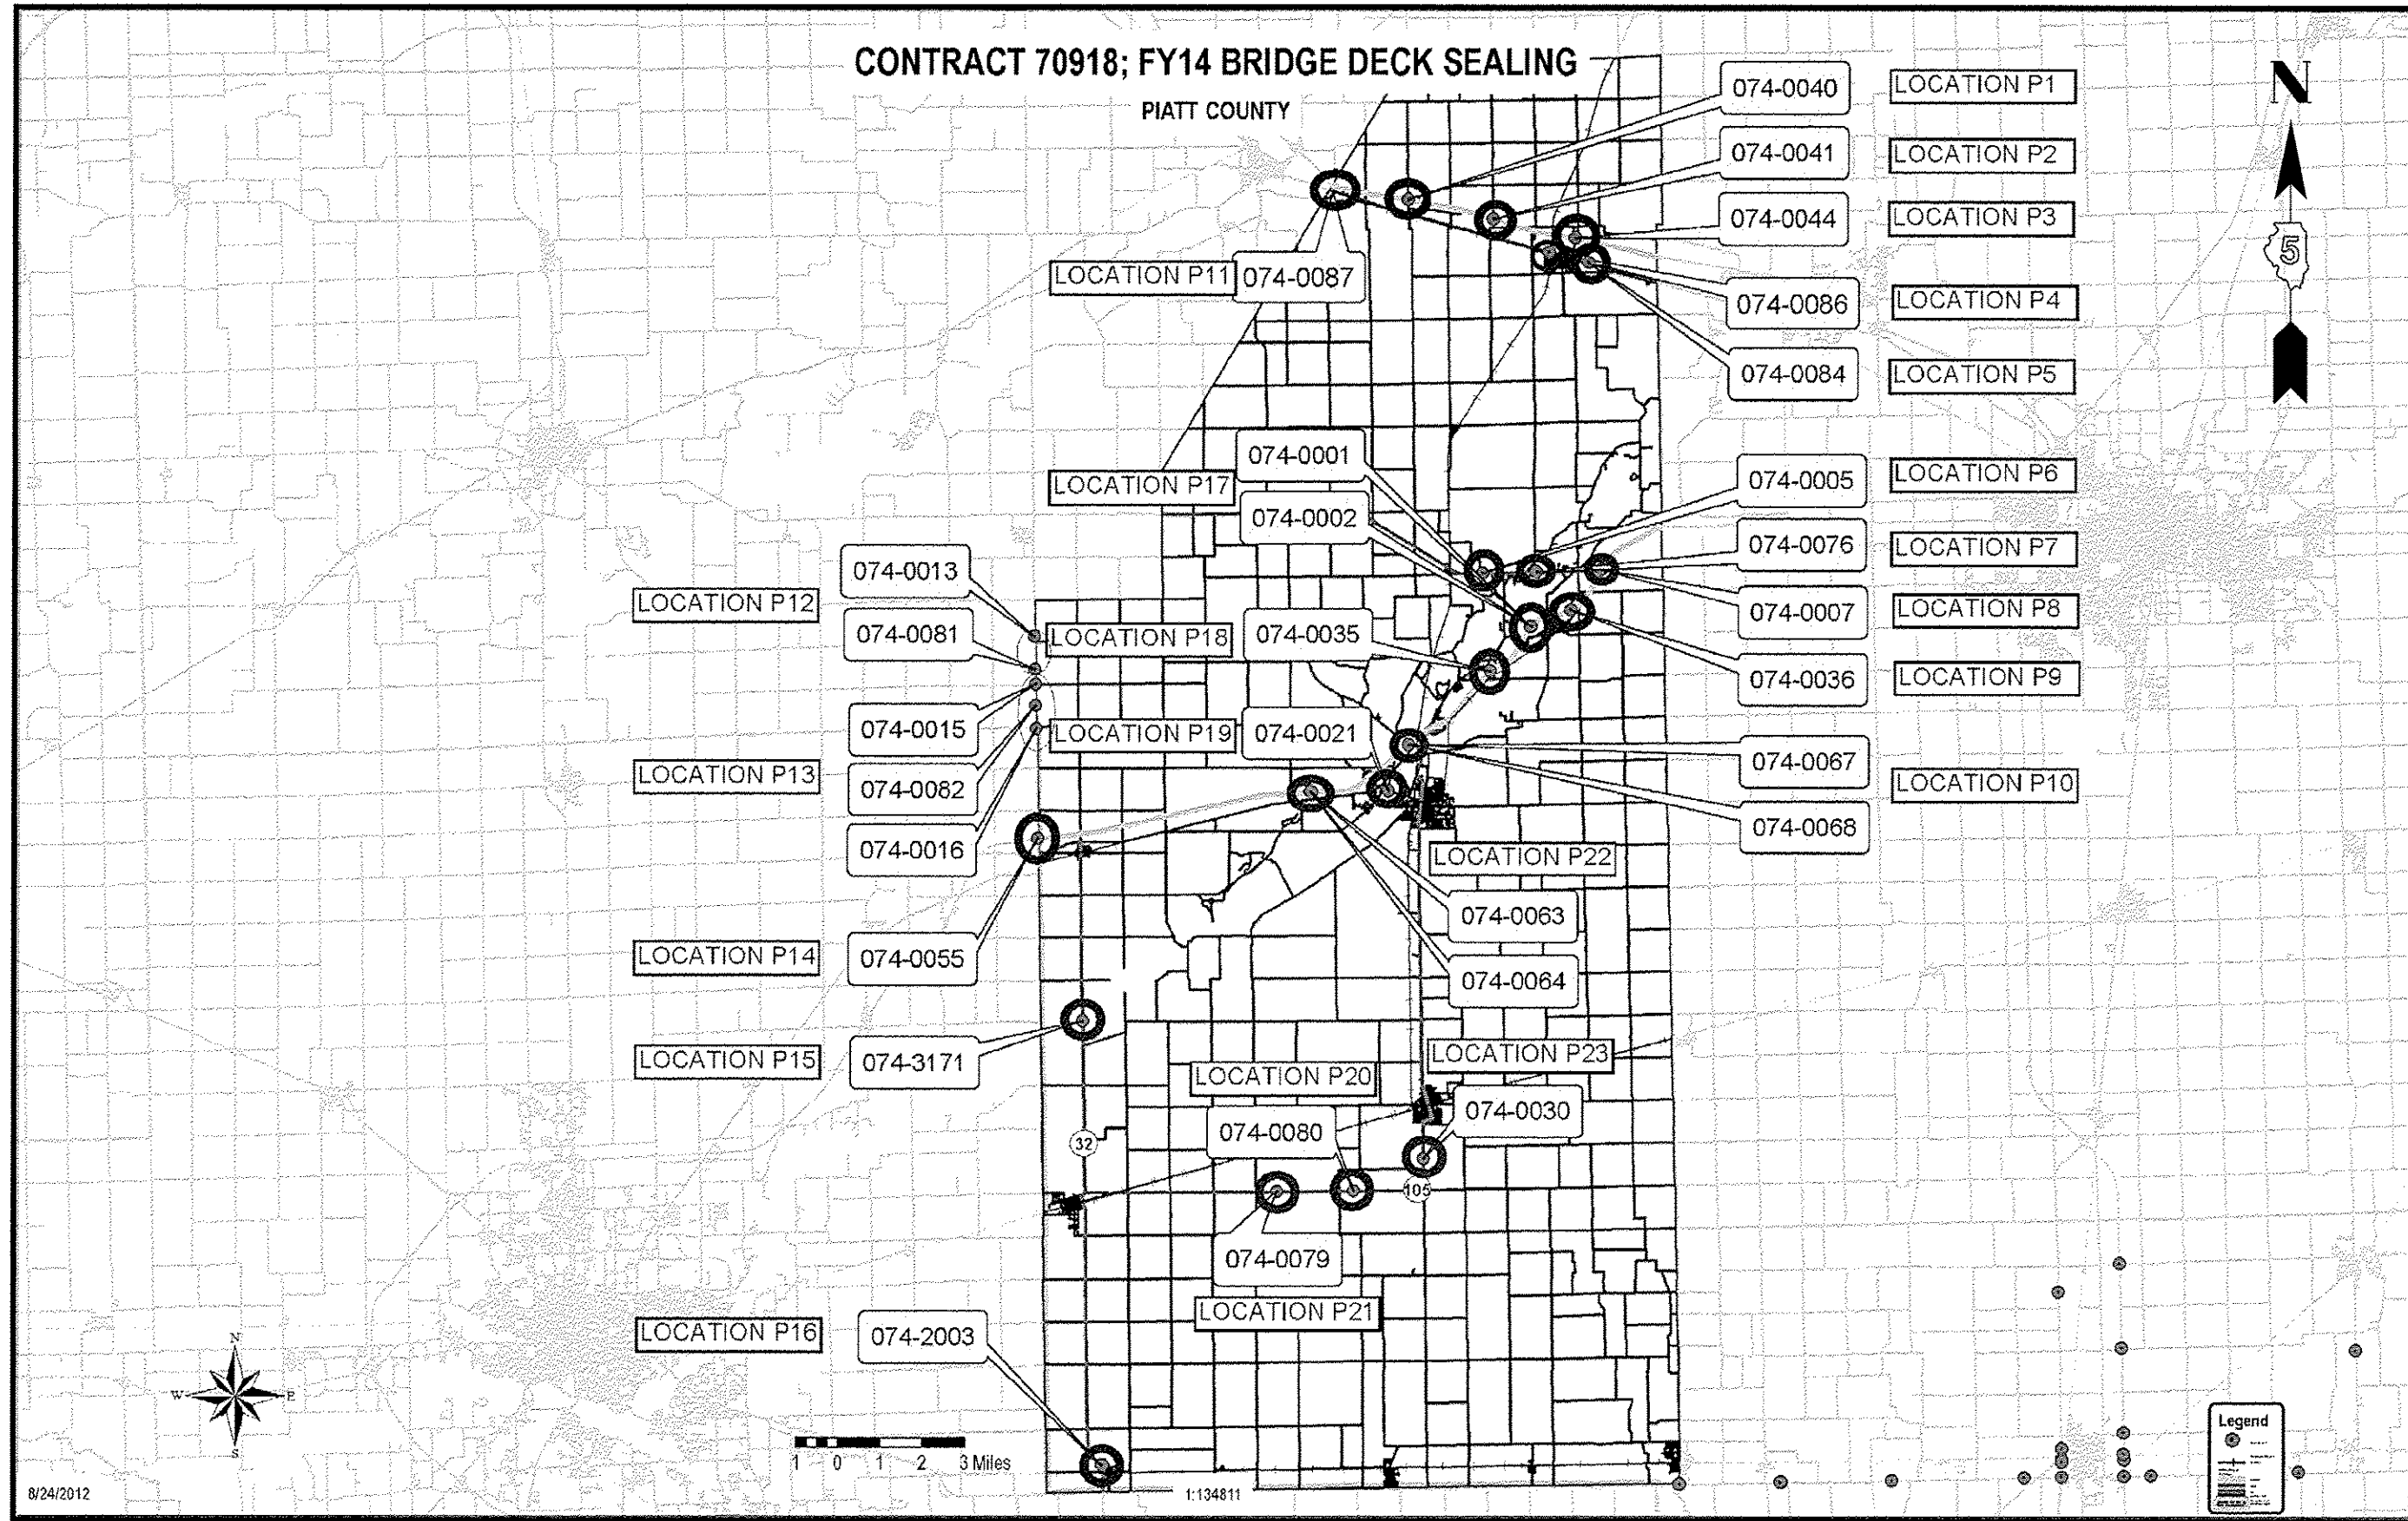 CONTRACT 70918; FY14 BRIDGE DECK SEALING
PIATT COUNTY
N
5
074-0040
LOCATION P1
074-0041
LOCATION P2
074-0044
LOCATION P3
074-0086
LOCATION P4
074-0084
LOCATION P5
LOCATION P11
074-0087
074-0001
LOCATION P17
074-0002
074-0005
LOCATION P6
074-0076
LOCATION P7
074-0007
LOCATION P8
074-0036
LOCATION P9
074-0013
LOCATION P12
074-0081
LOCATION P18
074-0035
074-0015
LOCATION P19
074-0021
LOCATION P13
074-0082
074-0016
074-0067
LOCATION P10
074-0068
LOCATION P22
074-0063
074-0064
LOCATION P14
074-0055
LOCATION P15
074-3171
LOCATION P23
LOCATION P20
074-0030
074-0080
32
105
074-0079
LOCATION P21
LOCATION P16
074-2003
N
W
E
S
1 0 1 2 3 Miles
1:134811
8/24/2012
Legend